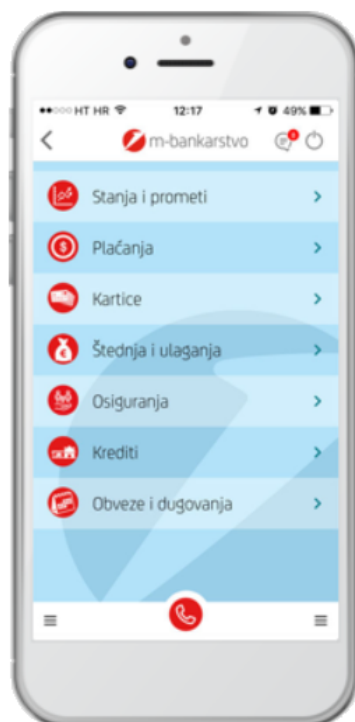 HT HR 12:17 49%
m-bankarstvo
Stanja i prometi
Plaćanja
Kartice
Štednja i ulaganja
Osiguranja
Krediti
Obveze i dugovanja